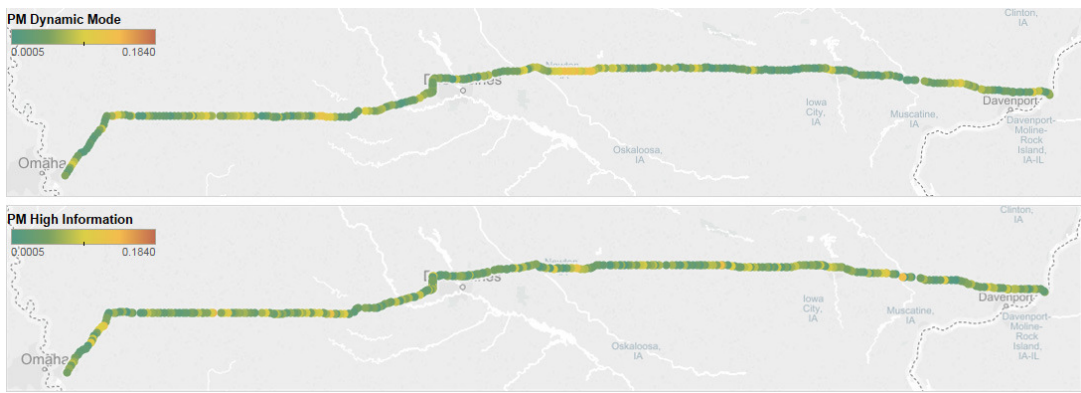 PM Dynamic Mode
0.0005 0.1840
Clinton,
IA
Iowa
City,
IA
Muscatine,
IA
Davenport
Davenport-
Moline-
Rock
Island,
IA-IL
Oskaloosa,
IA
Omaha
PM High Information
0.0005 0.1840
Clinton,
IA
Iowa
City,
IA
Muscatine,
IA
Davenport
Davenport-
Moline-
Rock
Island,
IA-IL
Oskaloosa,
IA
Omaha